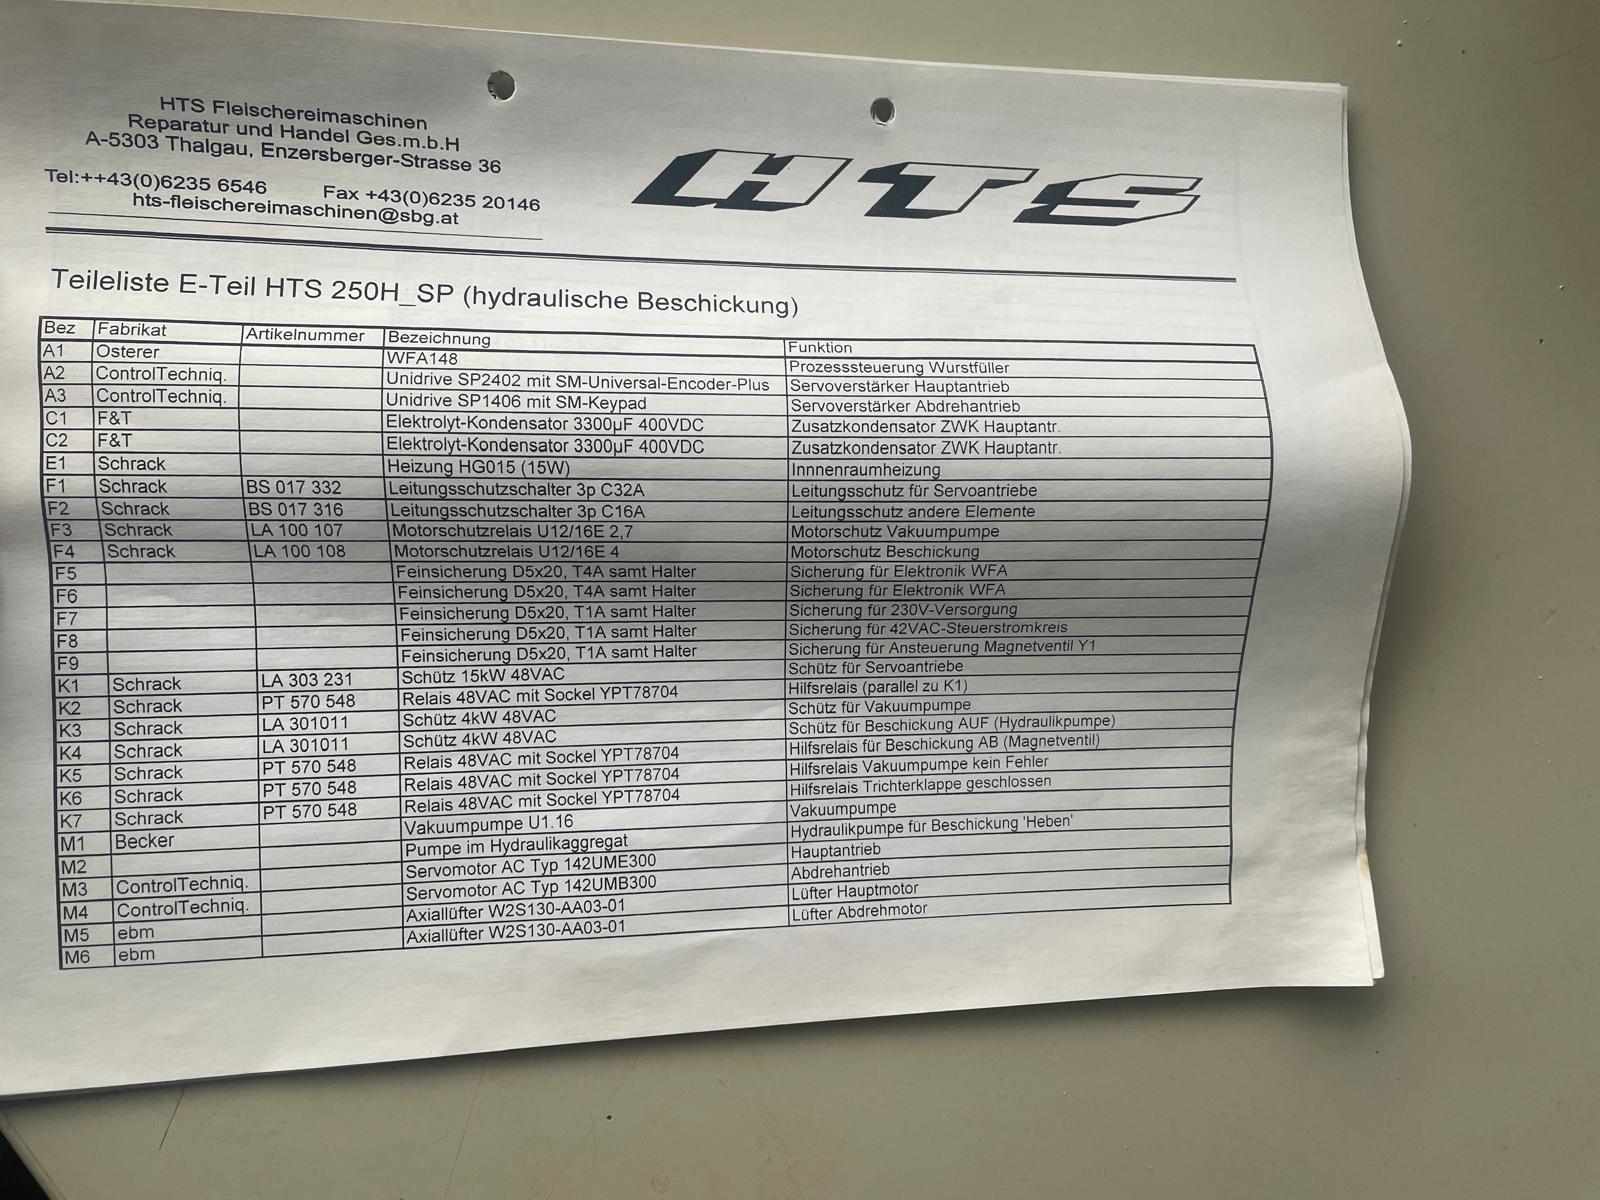 HTS Fleischereimaschinen
Reparatur und Handel Ges.m.b.H
A-5303 Thalgau, Enzersberger-Strasse 36
Tel:++43(0)6235 6546 Fax +43(0)6235 20146
hts-fleischereimaschinen@sbg.at
HTS
Teileliste E-Teil HTS 250H_SP (hydraulische Beschickung)
Bez Fabrikat Artikelnummer Bezeichnung Funktion
A1 Osterer WFA148 Prozesssteuerung Wurstfüller
A2 ControlTechniq. Unidrive SP2402 mit SM-Universal-Encoder-Plus Servoverstärker Hauptantrieb
A3 ControlTechniq. Unidrive SP1406 mit SM-Keypad Servoverstärker Abdrehantrieb
C1 F&T Elektrolyt-Kondensator 3300µF 400VDC Zusatzkondensator ZWK Hauptantr.
C2 F&T Elektrolyt-Kondensator 3300µF 400VDC Zusatzkondensator ZWK Hauptantr.
E1 Schrack Heizung HG015 (15W) Innnenraumheizung
F1 Schrack BS 017 332 Leitungsschutzschalter 3p C32A Leitungsschutz für Servoantriebe
F2 Schrack BS 017 316 Leitungsschutzschalter 3p C16A Leitungsschutz andere Elemente
F3 Schrack LA 100 107 Motorschutzrelais U12/16E 2,7 Motorschutz Vakuumpumpe
F4 Schrack LA 100 108 Motorschutzrelais U12/16E 4 Motorschutz Beschickung
F5 Feinsicherung D5x20, T4A samt Halter Sicherung für Elektronik WFA
F6 Feinsicherung D5x20, T4A samt Halter Sicherung für Elektronik WFA
F7 Feinsicherung D5x20, T1A samt Halter Sicherung für 230V-Versorgung
F8 Feinsicherung D5x20, T1A samt Halter Sicherung für 42VAC-Steuerstromkreis
F9 Feinsicherung D5x20, T1A samt Halter Sicherung für Ansteuerung Magnetventil Y1
K1 Schrack LA 303 231 Schütz 15kW 48VAC Schütz für Servoantriebe
K2 Schrack PT 570 548 Relais 48VAC mit Sockel YPT78704 Hilfsrelais (parallel zu K1)
K3 Schrack LA 301011 Schütz 4kW 48VAC Schütz für Vakuumpumpe
K4 Schrack LA 301011 Schütz 4kW 48VAC Schütz für Beschickung AUF (Hydraulikpumpe)
K5 Schrack PT 570 548 Relais 48VAC mit Sockel YPT78704 Hilfsrelais für Beschickung AB (Magnetventil)
K6 Schrack PT 570 548 Relais 48VAC mit Sockel YPT78704 Hilfsrelais Vakuumpumpe kein Fehler
K7 Schrack PT 570 548 Relais 48VAC mit Sockel YPT78704 Hilfsrelais Trichterklappe geschlossen
M1 Becker Vakuumpumpe U1.16 Vakuumpumpe
M2 Pumpe im Hydraulikaggregat Hydraulikpumpe für Beschickung 'Heben'
M3 ControlTechniq. Servomotor AC Typ 142UME300 Hauptantrieb
M4 ControlTechniq. Servomotor AC Typ 142UMB300 Abdrehantrieb
M5 ebm Axiallüfter W2S130-AA03-01 Lüfter Hauptmotor
M6 ebm Axiallüfter W2S130-AA03-01 Lüfter Abdrehmotor